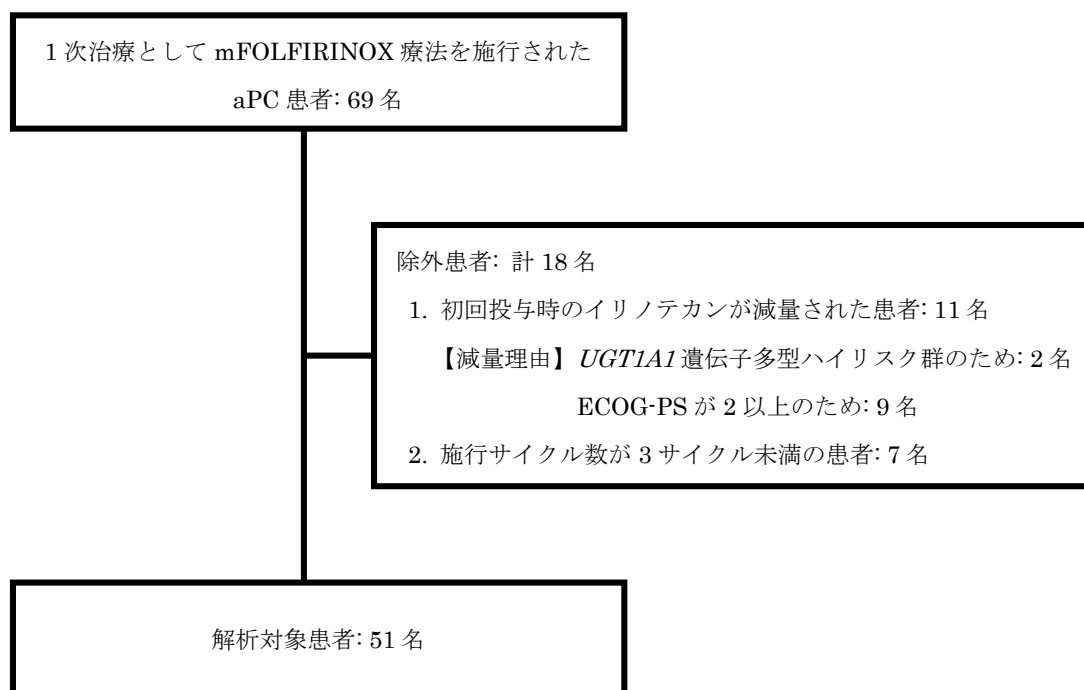 1 次治療として mFOLFIRINOX 療法を施行された
aPC 患者: 69 名
除外患者: 計 18 名
1. 初回投与時のイリノテカンが減量された患者: 11 名
【減量理由】 UGT1A1 遺伝子多型ハイリスク群のため: 2 名
ECOG-PS が 2 以上のため: 9 名
2. 施行サイクル数が 3 サイクル未満の患者: 7 名
解析対象患者: 51 名